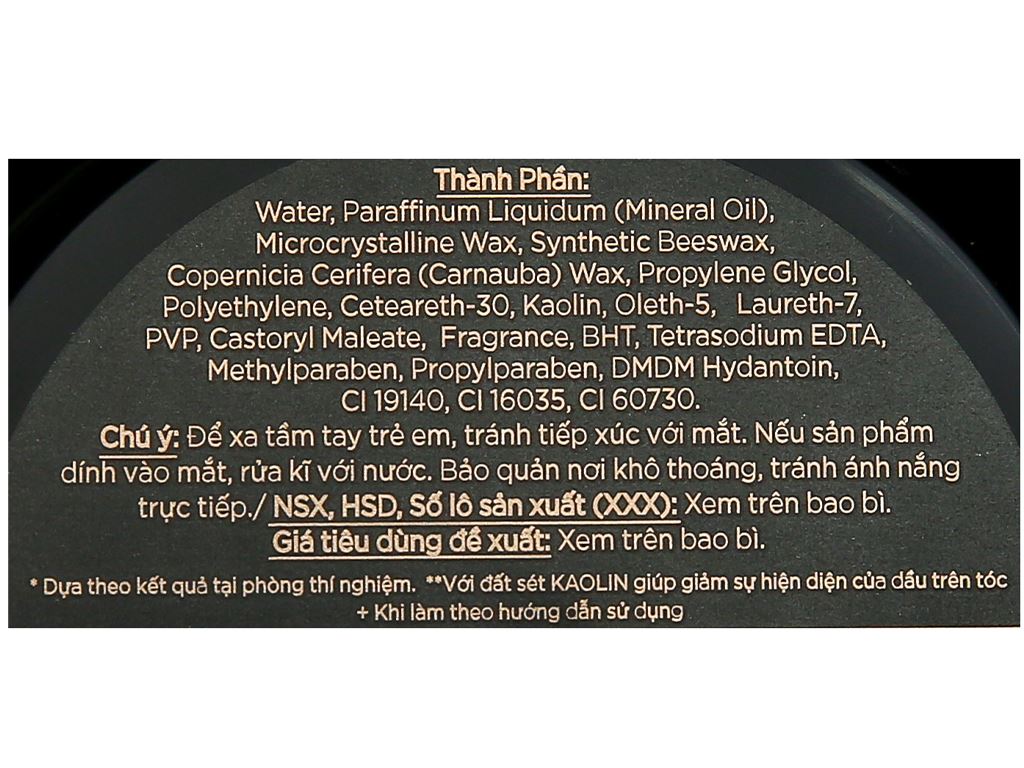 Thành Phần:
Water, Paraffinum Liquidum (Mineral Oil),
Microcrystalline Wax, Synthetic Beeswax,
Copernicia Cerifera (Carnauba) Wax, Propylene Glycol,
Polyethylene, Ceteareth-30, Kaolin, Oleth-5, Laureth-7,
PVP, Castoryl Maleate, Fragrance, BHT, Tetrasodium EDTA,
Methylparaben, Propylparaben, DMDM Hydantoin,
CI 19140, CI 16035, CI 60730.
Chú ý: Để xa tầm tay trẻ em, tránh tiếp xúc với mắt. Nếu sản phẩm
dính vào mắt, rửa kĩ với nước. Bảo quản nơi khô thoáng, tránh ánh nắng
trực tiếp./ NSX, HSD, Số lô sản xuất (XXX): Xem trên bao bì.
Giá tiêu dùng đề xuất: Xem trên bao bì.
* Dựa theo kết quả tại phòng thí nghiệm. **Với đất sét KAOLIN giúp giảm sự hiện diện của dầu trên tóc
+ Khi làm theo hướng dẫn sử dụng